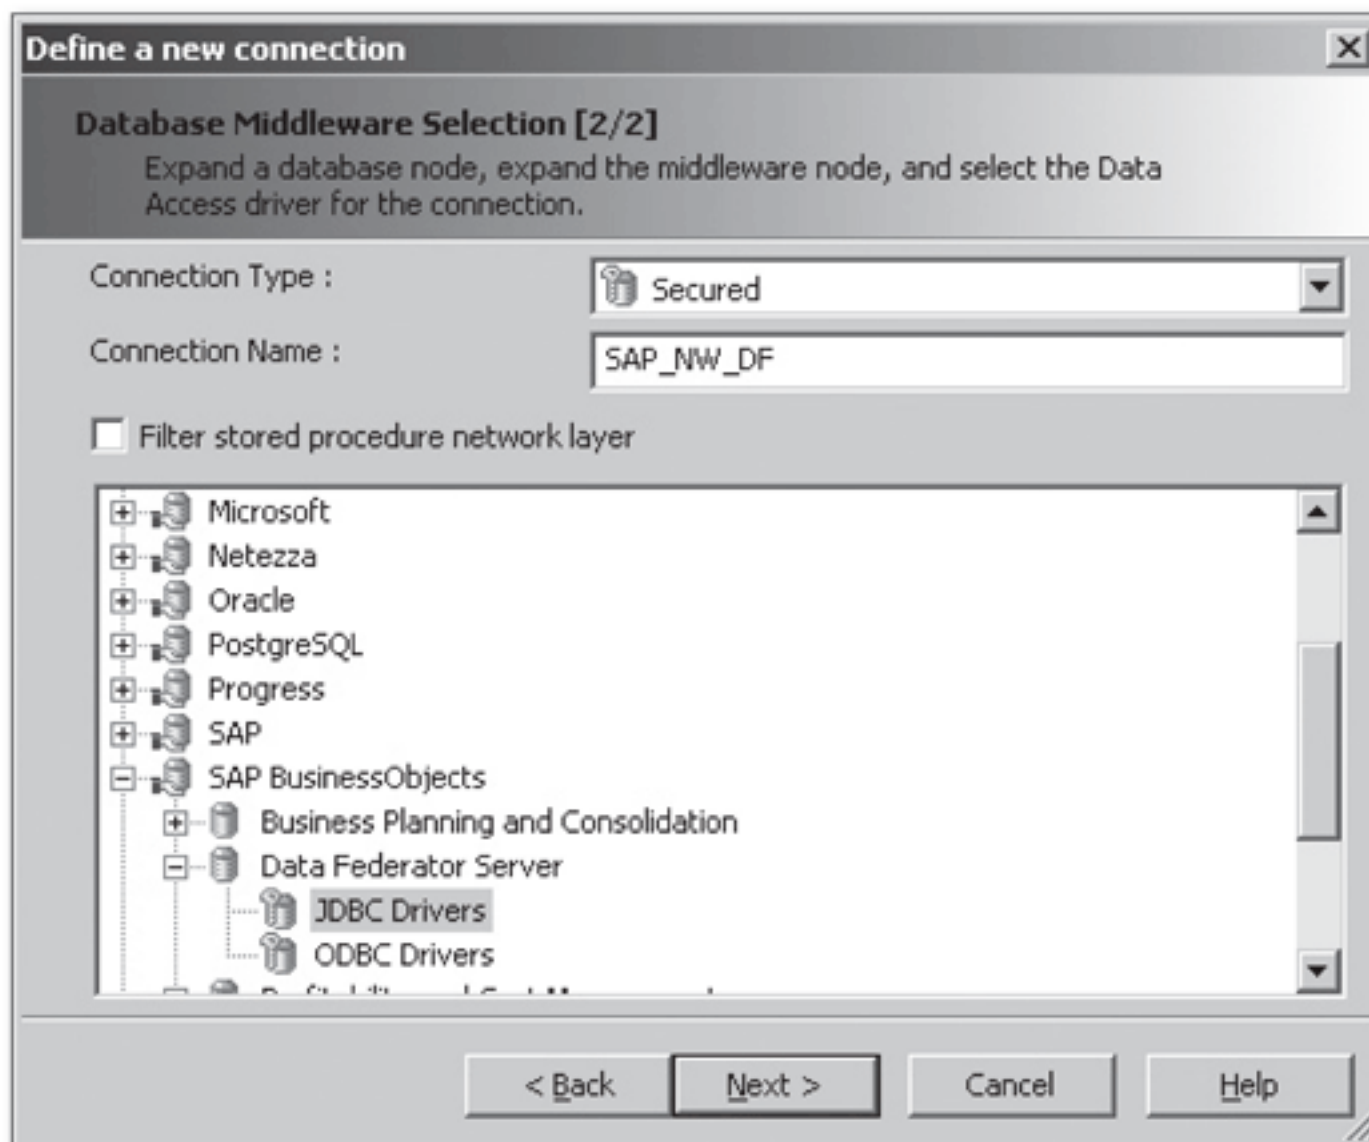 Define a new connection
Database Middleware Selection [2/2]
Expand a database node, expand the middleware node, and select the Data
Access driver for the connection.
Connection Type :
Secured
Connection Name :
SAP_NW_DF
Filter stored procedure network layer
Microsoft
Netezza
Oracle
PostgreSQL
Progress
SAP
SAP BusinessObjects
Business Planning and Consolidation
Data Federator Server
JDBC Drivers
ODBC Drivers
< Back
Next >
Cancel
Help